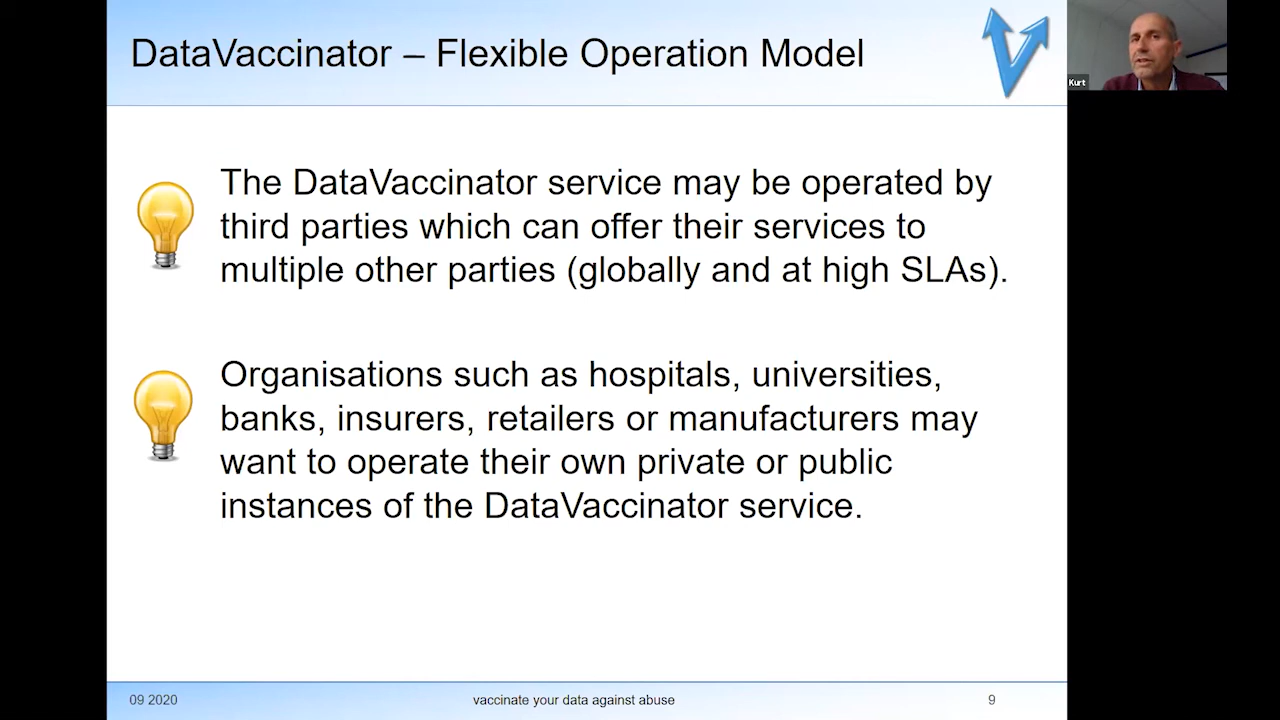 DataVaccinator – Flexible Operation Model
Kurt
The DataVaccinator service may be operated by
third parties which can offer their services to
multiple other parties (globally and at high SLAs).
Organisations such as hospitals, universities,
banks, insurers, retailers or manufacturers may
want to operate their own private or public
instances of the DataVaccinator service.
09 2020
vaccinate your data against abuse
9